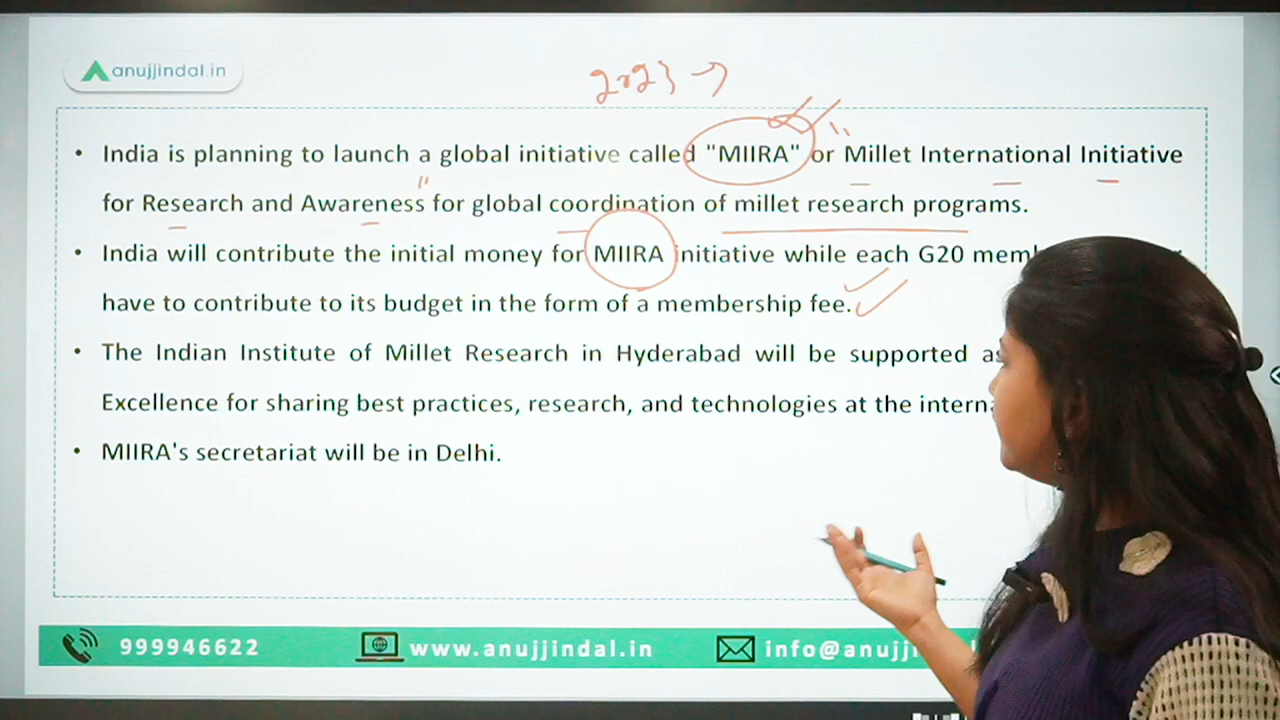 anujjindal.in
2023 →
• India is planning to launch a global initiative called "MIIRA" or Millet International Initiative
for Research and Awareness for global coordination of millet research programs.
• India will contribute the initial money for MIIRA initiative while each G20
have to contribute to its budget in the form of a membership fee.
• The Indian Institute of Millet Research in Hyderabad will be supported as
Excellence for sharing best practices, research, and technologies at the
• MIIRA's secretariat will be in Delhi.
999946622 www.anujjindal.in